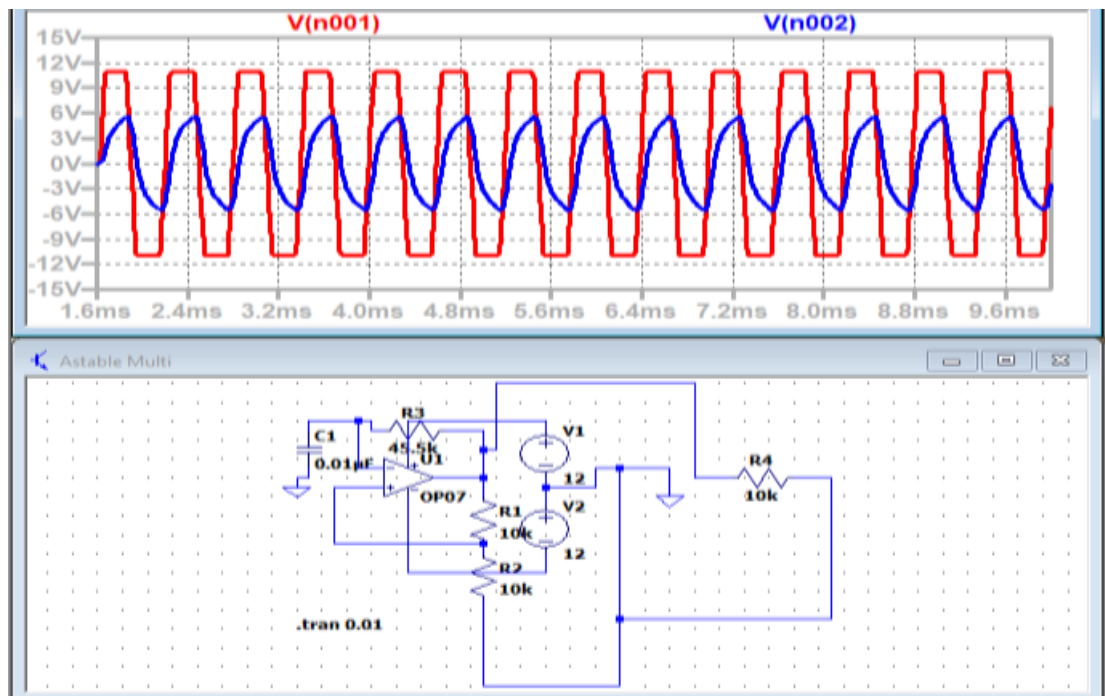 V(n001) V(n002)
15V
12V
9V
6V
3V
0V
-3V
-6V
-9V
-12V
-15V
1.6ms 2.4ms 3.2ms 4.0ms 4.8ms 5.6ms 6.4ms 7.2ms 8.0ms 8.8ms 9.6ms
Astable Multi
R3
45.5k
C1
0.01µF
U1
OP07
V1
12
V2
12
R1
10k
R2
10k
R4
10k
.tran 0.01